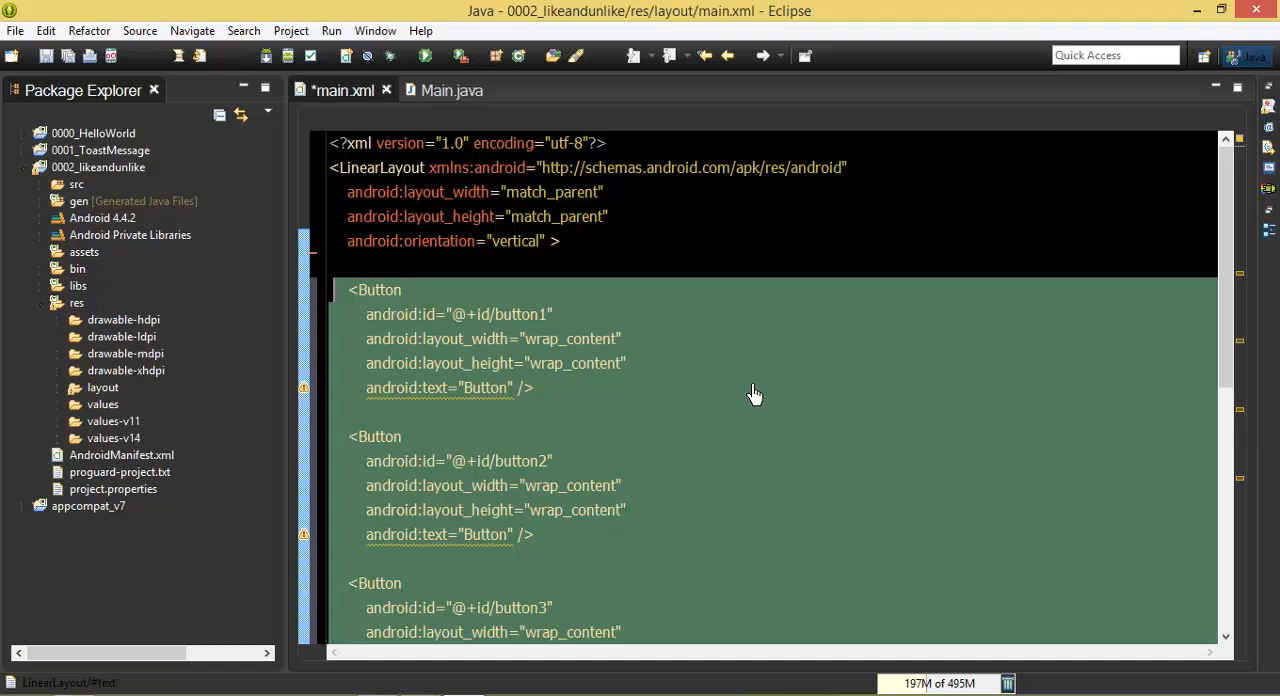 Java - 0002_likeandunlike/res/layout/main.xml - Eclipse
File Edit Refactor Source Navigate Search Project Run Window Help
Quick Access
Java
Package Explorer
*main.xml
Main.java
0000_HelloWorld
0001_ToastMessage
0002_likeandunlike
src
gen [Generated Java Files]
Android 4.4.2
Android Private Libraries
assets
bin
libs
res
drawable-hdpi
drawable-ldpi
drawable-mdpi
drawable-xhdpi
layout
values
values-v11
values-v14
AndroidManifest.xml
proguard-project.txt
project.properties
appcompat_v7
<?xml version="1.0" encoding="utf-8"?>
<LinearLayout xmlns:android="http://schemas.android.com/apk/res/android"
android:layout_width="match_parent"
android:layout_height="match_parent"
android:orientation="vertical" >
<Button
android:id="@+id/button1"
android:layout_width="wrap_content"
android:layout_height="wrap_content"
android:text="Button" />
<Button
android:id="@+id/button2"
android:layout_width="wrap_content"
android:layout_height="wrap_content"
android:text="Button" />
<Button
android:id="@+id/button3"
android:layout_width="wrap_content"
LinearLayout/#text
197M of 495M